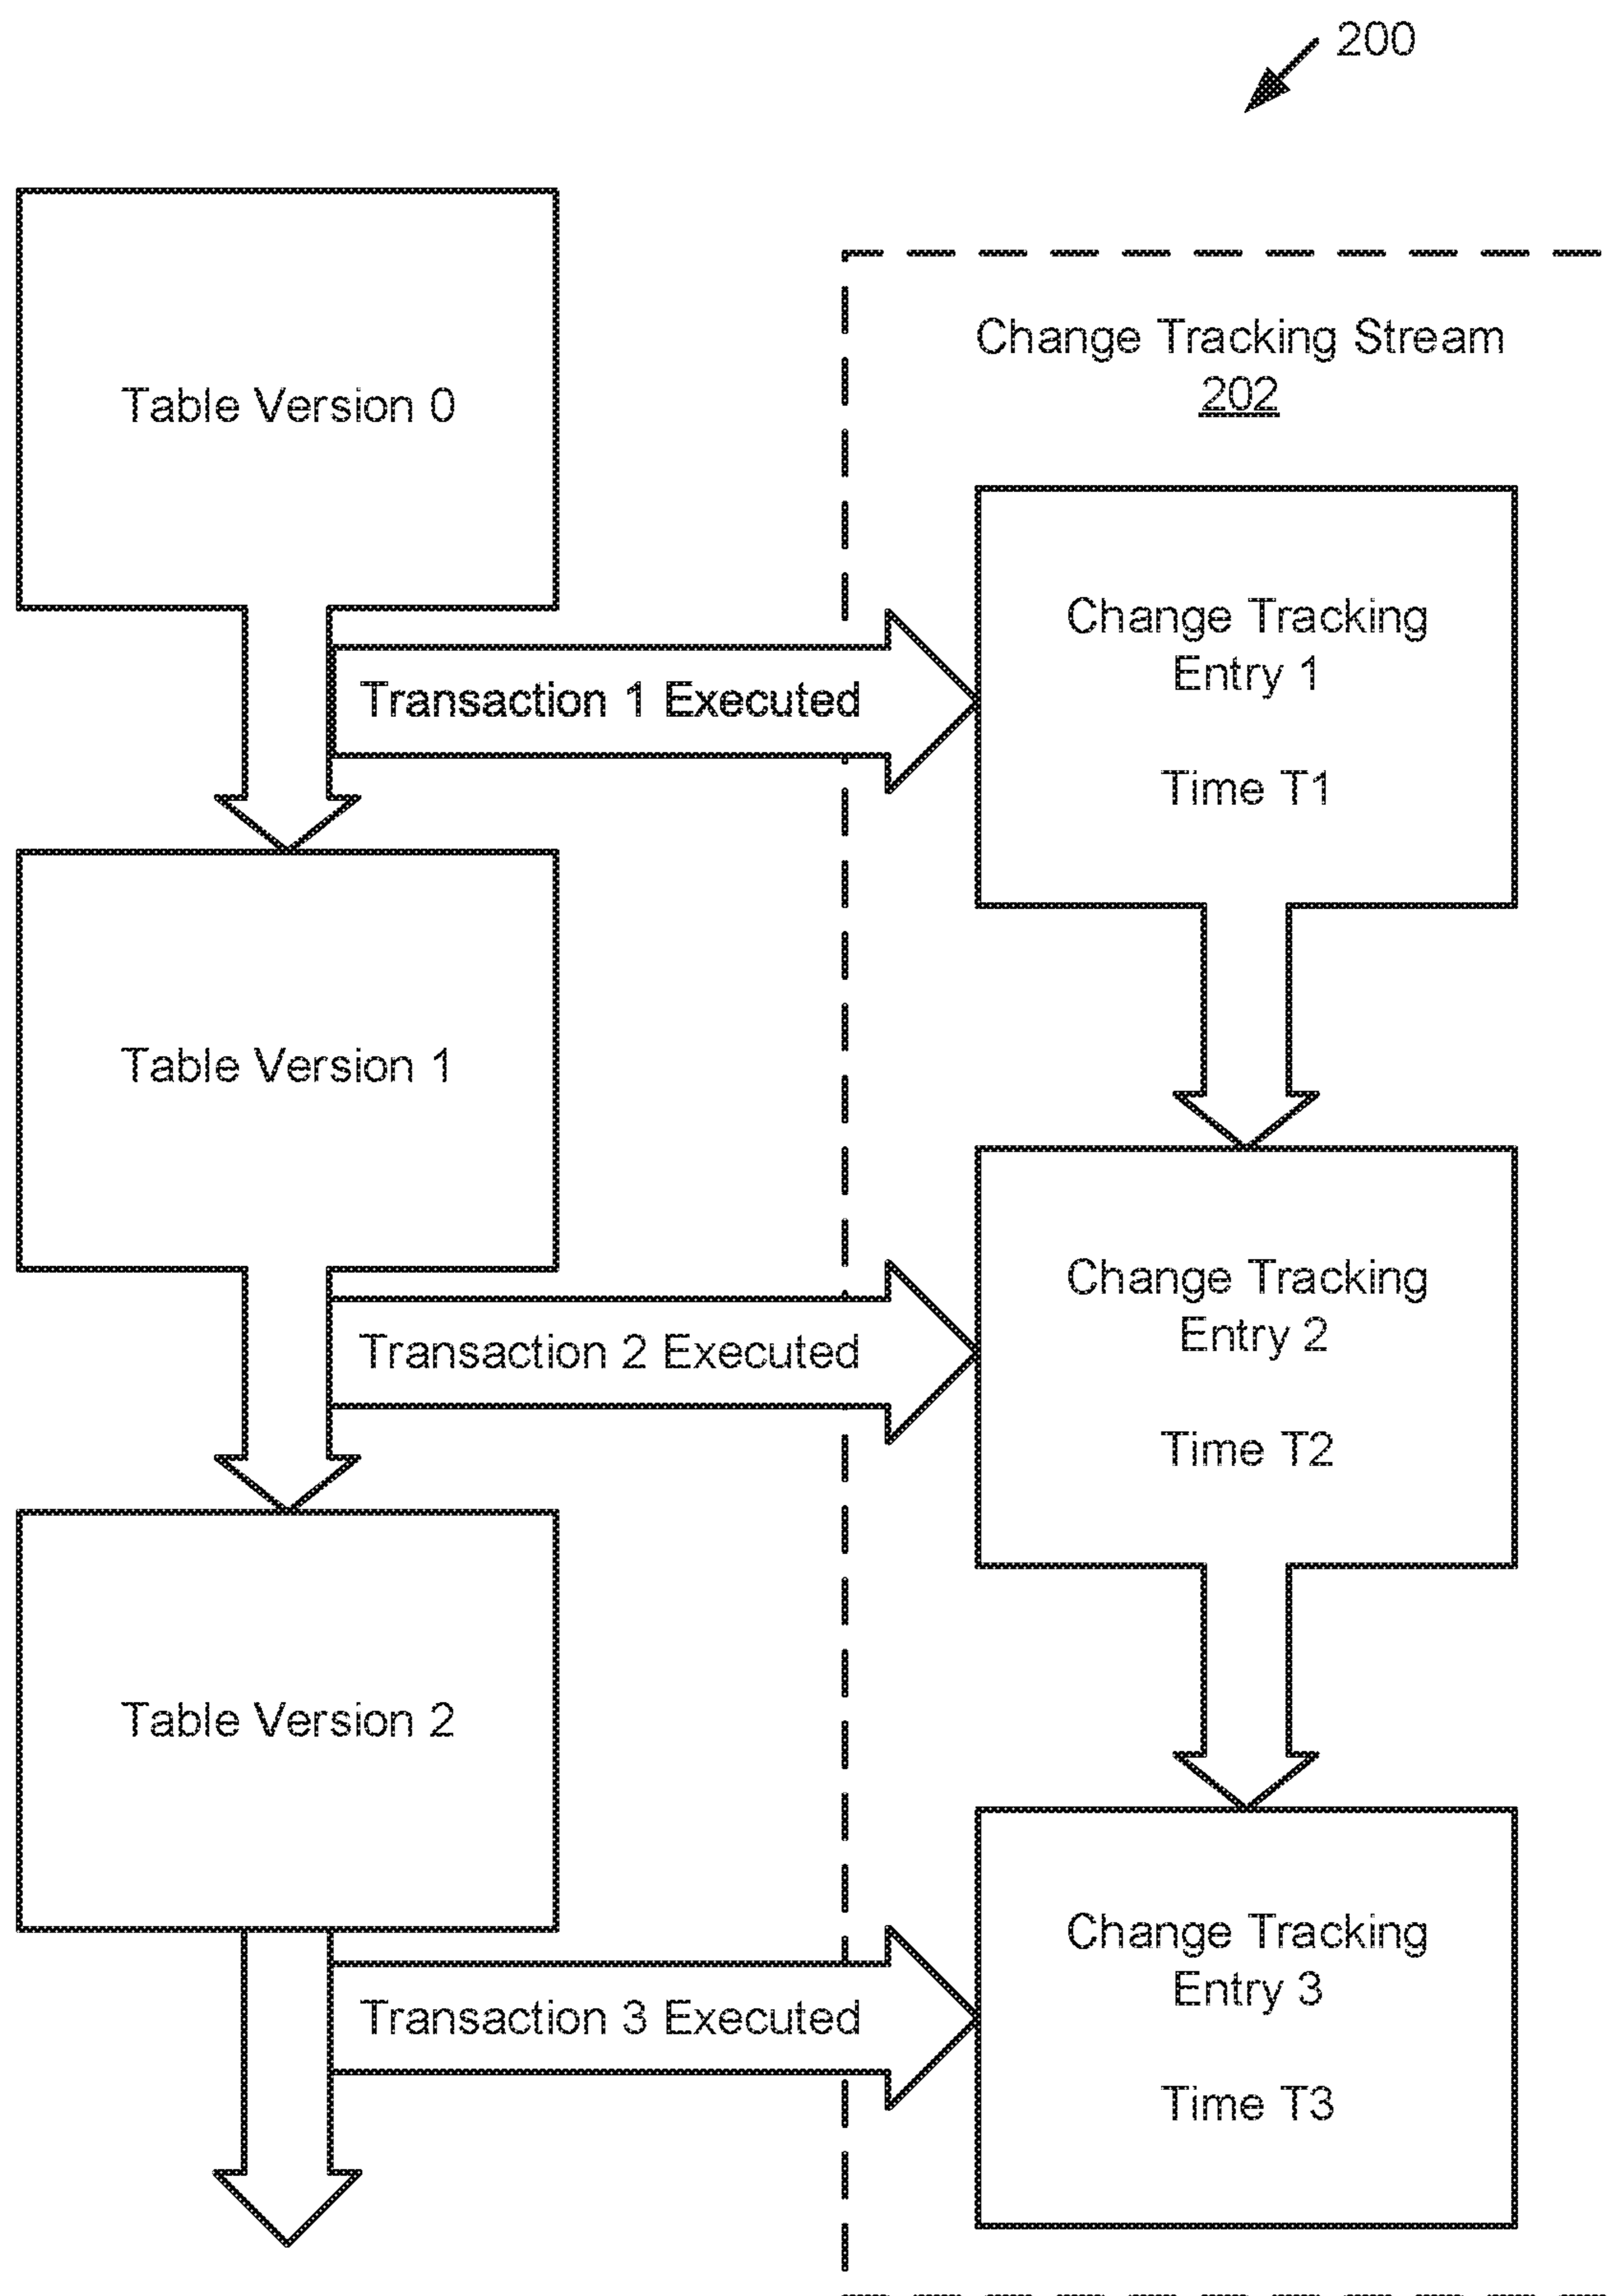 200
Table Version 0
Change Tracking Stream
202
Change Tracking
Entry 1
Time T1
Transaction 1 Executed
Table Version 1
Change Tracking
Entry 2
Time T2
Transaction 2 Executed
Table Version 2
Change Tracking
Entry 3
Time T3
Transaction 3 Executed